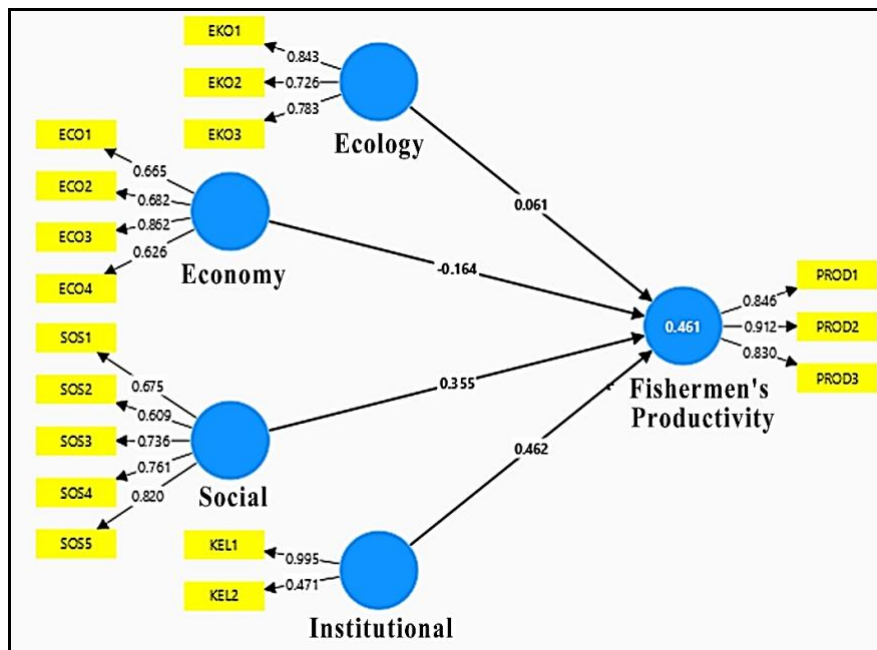 EKO1
0.843
EKO2
0.726
EKO3
0.783
Ecology
ECO1
0.665
ECO2
0.682
ECO3
0.862
ECO4
0.626
Economy
0.061
-0.164
SOS1
0.675
SOS2
0.609
SOS3
0.736
SOS4
0.761
SOS5
0.820
Social
0.355
0.462
KEL1
0.995
KEL2
0.471
Institutional
0.461
Fishermen's
Productivity
PROD1
0.846
PROD2
0.912
PROD3
0.830